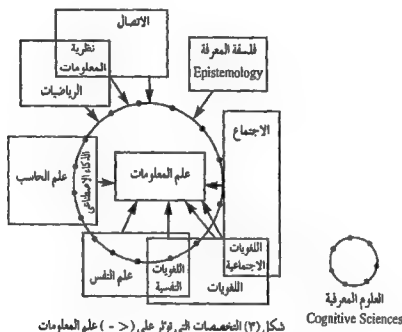 الاتصال
نظرية
المعلومات
الرياضيات
فلسفة المعرفة
Epistemology
الاجتماع
علم الحاسب
الذكاء الاصطناعي
علم المعلومات
علم النفس
اللغويات
النفسية
اللغويات
الاجتماعية
اللغويات
العلوم المعرفية
Cognitive Sciences
شكل (٣) التخصصات التي تؤثر على (< - ) علم المعلومات